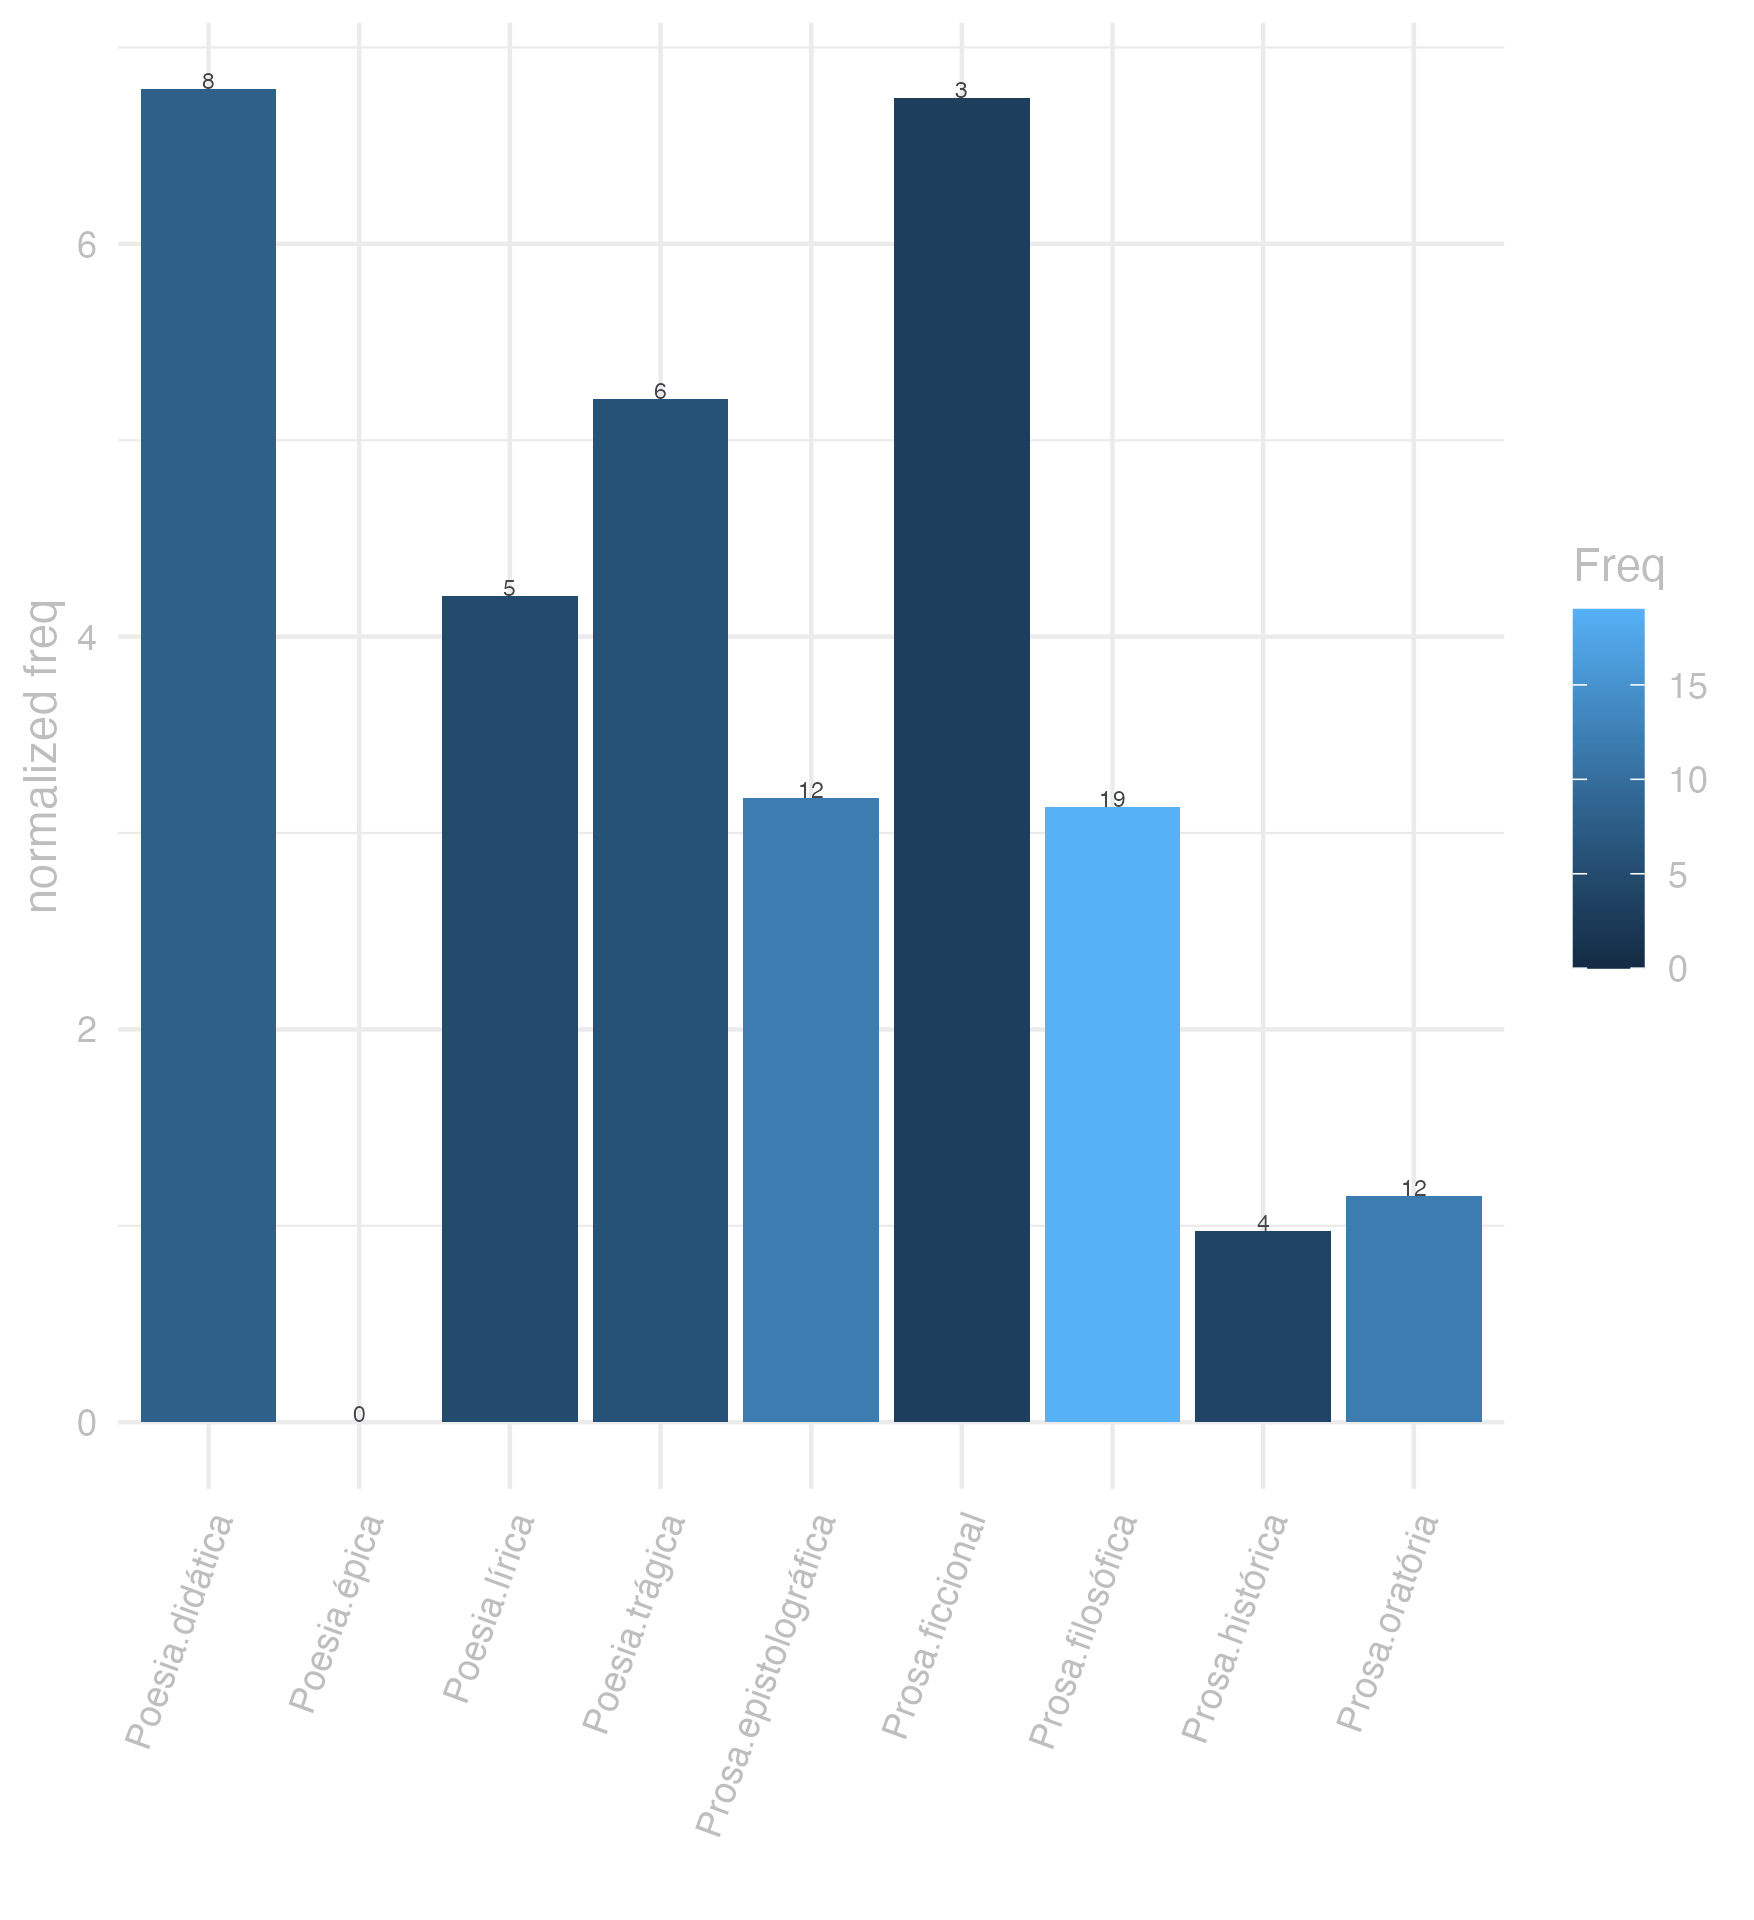 normalized freq
6
4
2
0
8
0
5
6
12
3
19
4
12
Poesia.didática
Poesia.épica
Poesia.lírica
Poesia.trágica
Prosa.epistolográfica
Prosa.ficcional
Prosa.filosófica
Prosa.histórica
Prosa.oratória
Freq
15
10
5
0